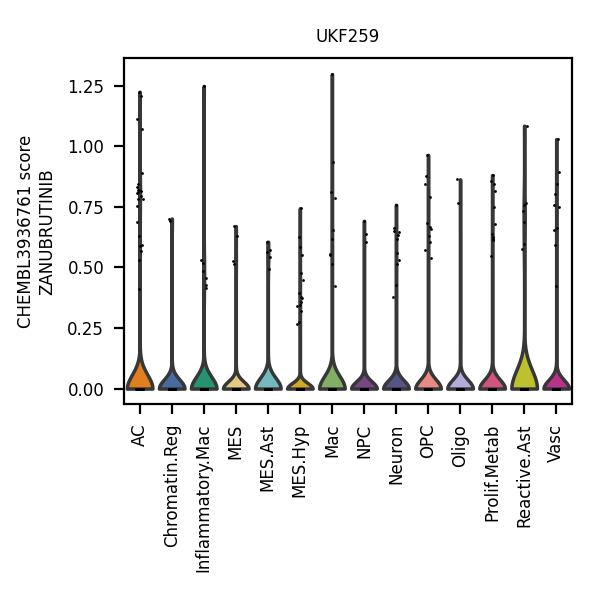 UKF259
CHEMBL3936761 score
ZANUBRUTINIB
1.25
1.00
0.75
0.50
0.25
0.00
AC
Chromatin.Reg
Inflammatory.Mac
MES
MES.Ast
MES.Hyp
Mac
NPC
Neuron
OPC
Oligo
Prolif.Metab
Reactive.Ast
Vasc